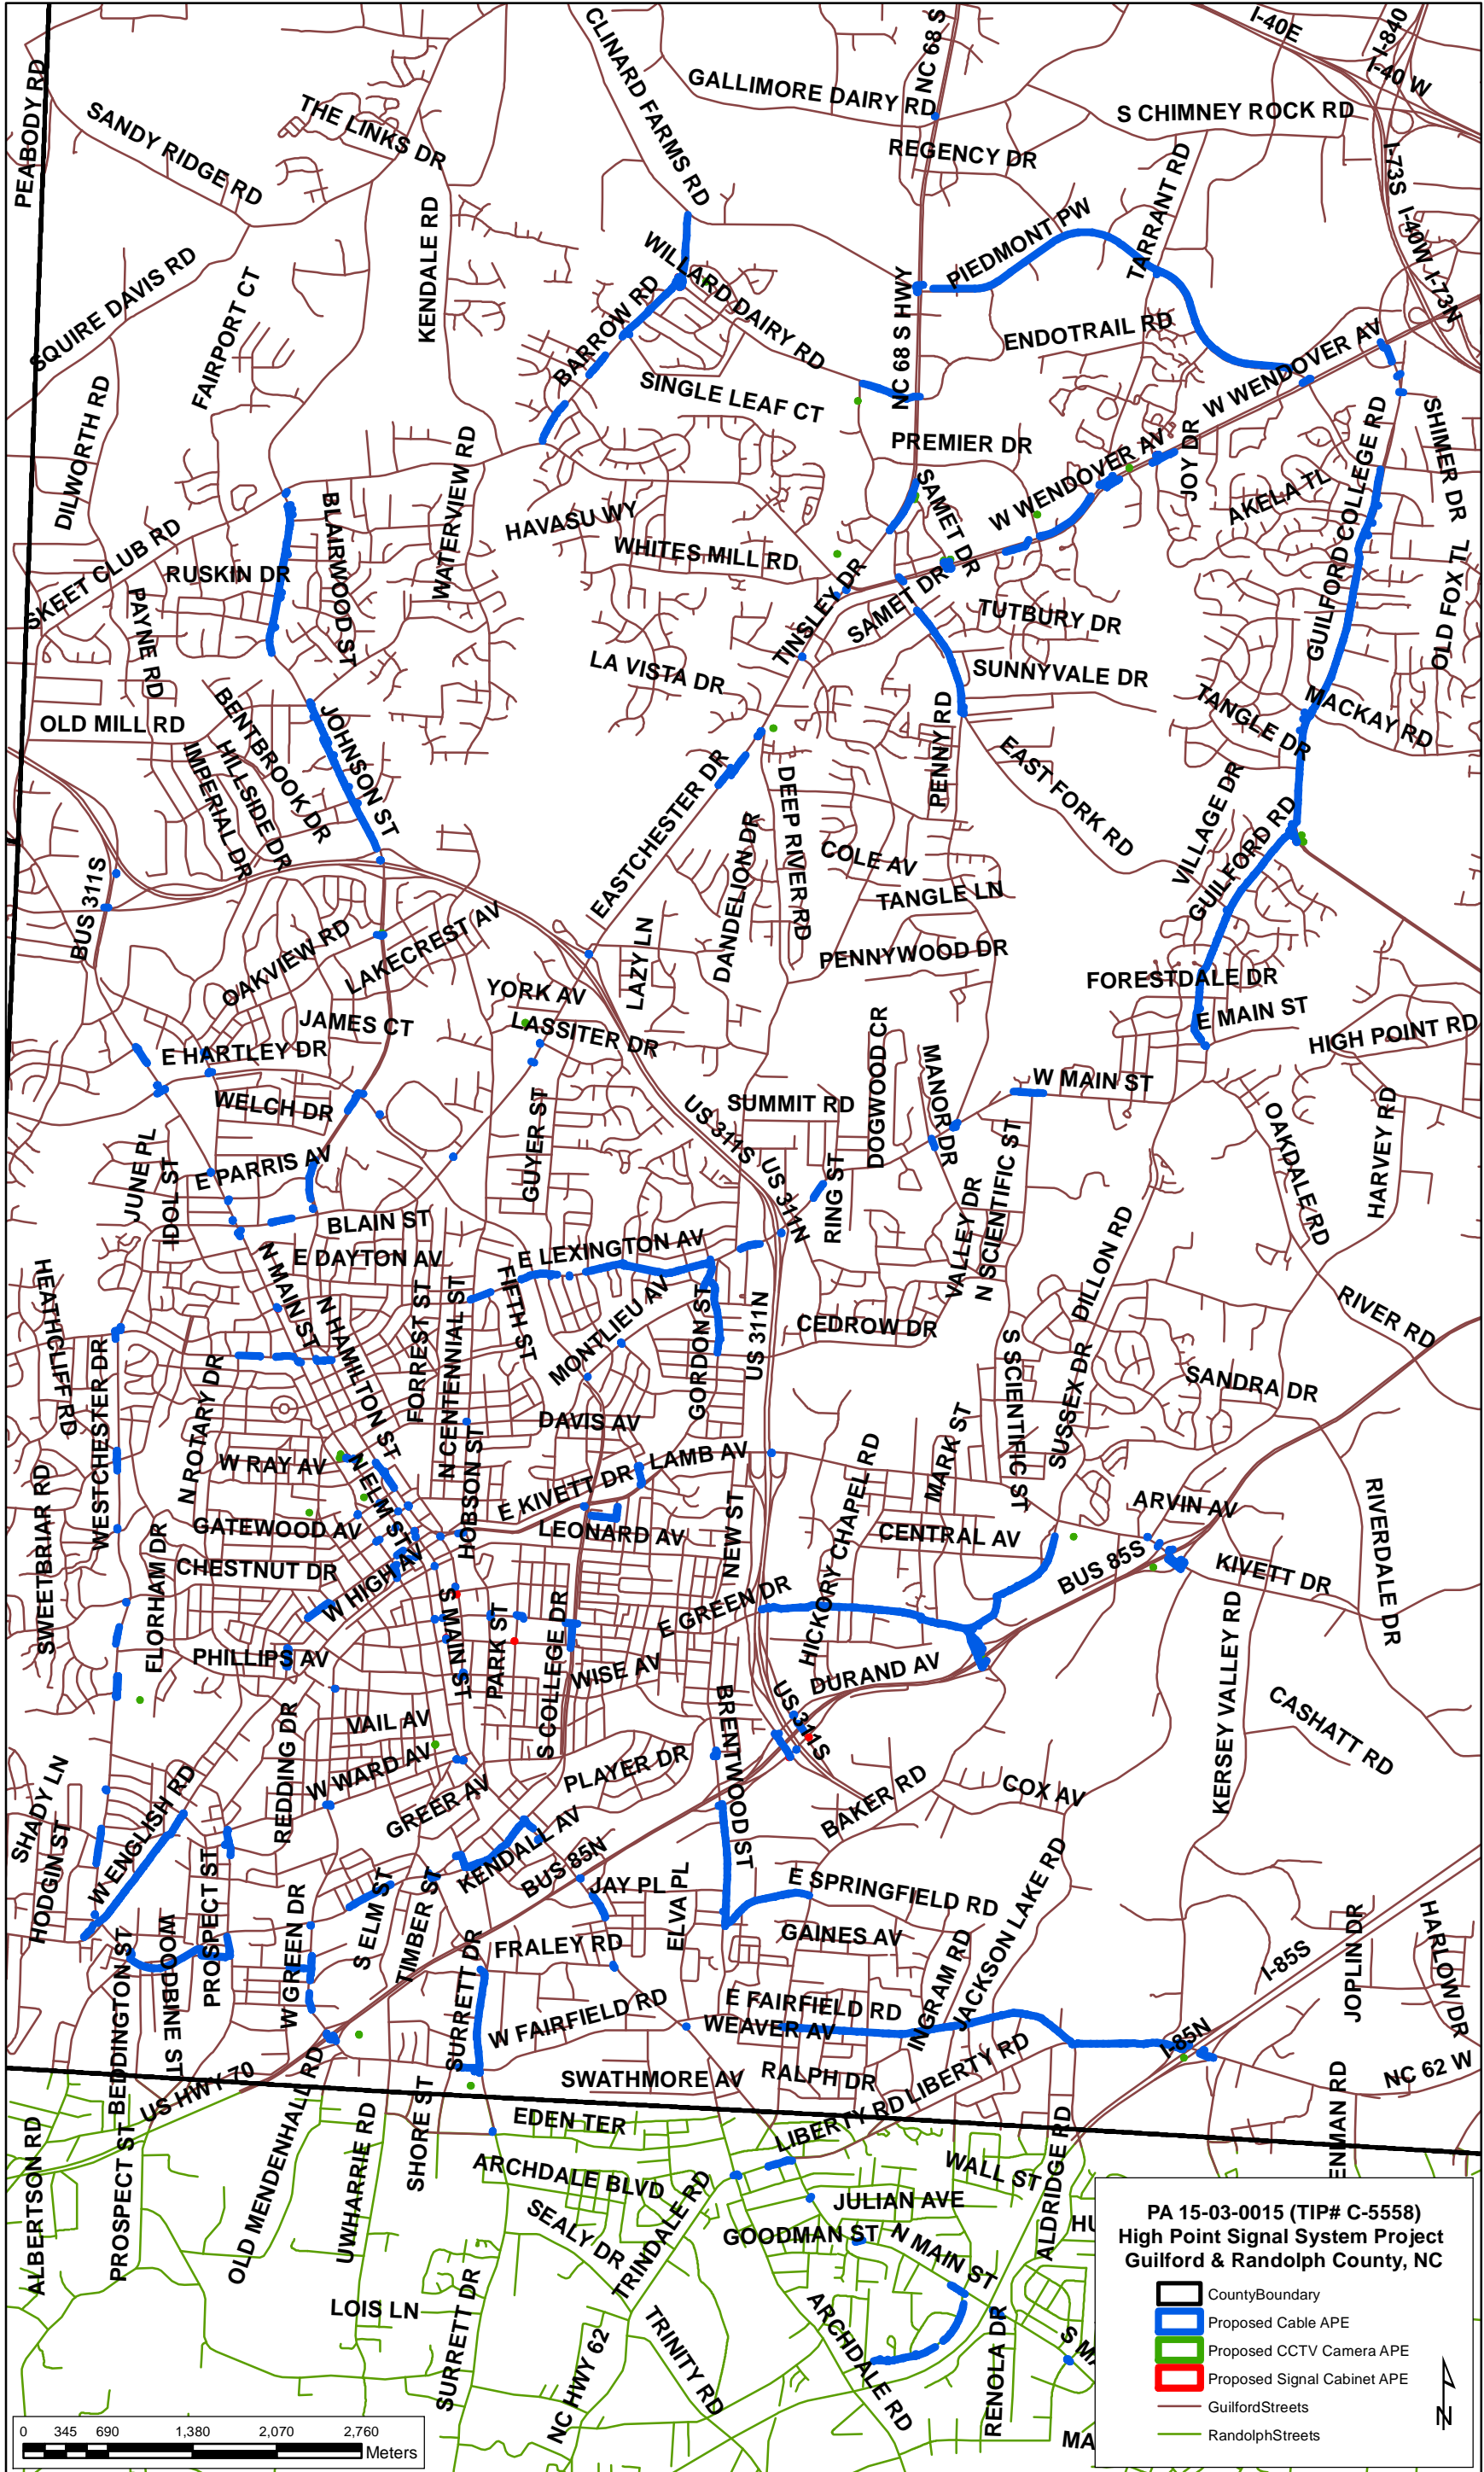 CLINARD FARMS RD
NC 68 S
I-40E
I-840
I-40 W
PEABODY RD
SANDY RIDGE RD
THE LINKS DR
GALLIMORE DAIRY RD
S CHIMNEY ROCK RD
REGENCY DR
TARRANT RD
I-73S
I-40W I-73N
KENDALE RD
WILLARD DAIRY RD
PIEDMONT PW
SQUIRE DAVIS RD
FAIRPORT CT
BARROW RD
NC 68 S HWY
ENDOTRAIL RD
W WENDOVER AV
SINGLE LEAF CT
DILWORTH RD
WATERVIEW RD
PREMIER DR
W WENDOVER AV
JOY DR
GUILFORD COLLEGE RD
SHIMER DR
BLAIRWOOD ST
HAVASU WY
SAMET DR
AKELA TL
SKEET CLUB RD
RUSKIN DR
WHITES MILL RD
OLD FOX TL
PAYNE RD
TINSLEY DR
SAMET DR
TUTBURY DR
LA VISTA DR
SUNNYVALE DR
OLD MILL RD
BENTBROOK DR
JOHNSON ST
PENNY RD
TANGLE DR
MACKAY RD
IMPERIAL DR
HILLSIDE DR
EASTCHESTER DR
DEEP RIVER RD
EAST FORK RD
VILLAGE DR
GUILFORD RD
BUS 311S
DANDELION DR
COLE AV
TANGLE LN
OAKVIEW RD
LAKECREST AV
LAZY LN
PENNYWOOD DR
FORESTDALE DR
YORK AV
JAMES CT
LASSITER DR
E MAIN ST
HIGH POINT RD
E HARTLEY DR
DOGWOOD CR
MANOR DR
W MAIN ST
WELCH DR
GUYER ST
US 311S
SUMMIT RD
OAKDALE RD
HARVEY RD
JUNE PL
IDOL ST
E PARRIS AV
US 311N
RING ST
N SCIENTIFIC ST
VALLEY DR
BLAIN ST
E DAYTON AV
E LEXINGTON AV
DILLON RD
HEATHCLIFF RD
N MAIN ST
N HAMILTON ST
FORREST ST
N CENTENNIAL ST
FIFTH ST
MONTLIEU AV
GORDON ST
US 311N
CEDROW DR
RIVER RD
WESTCHESTER DR
N ROTARY DR
S SCIENTIFIC ST
SUSSEX DR
SANDRA DR
DAVIS AV
SWEETBRIAR RD
W RAY AV
N ELM ST
HOBSON ST
E KIVETT DR
LAMB AV
HICKORY CHAPEL RD
MARK ST
ARVIN AV
RIVERDALE DR
GATEWOOD AV
LEONARD AV
NEW ST
CENTRAL AV
CHESTNUT DR
W HIGH AV
BUS 85S
KIVETT DR
FLORHAM DR
S MAIN ST
PARK ST
S COLLEGE DR
E GREEN DR
PHILLIPS AV
WISE AV
DURAND AV
KERSEY VALLEY RD
CASHATT RD
REDDING DR
VAIL AV
BRENTWOOD ST
US 311S
W WARD AV
PLAYER DR
SHADY LN
HODGIN ST
W ENGLISH RD
GREER AV
BAKER RD
COX AV
KENDALL AV
BUS 85N
PROSPECT ST
S ELM ST
TIMBER ST
JAY PL
ELVA PL
E SPRINGFIELD RD
JACKSON LAKE RD
BEDDINGTON ST
WOODBINE ST
W GREEN DR
FRALEY RD
GAINES AV
INGRAM RD
I-85S
JOPLIN DR
HARLOW DR
SURRETT DR
W FAIRFIELD RD
E FAIRFIELD RD
WEAVER AV
I-85N
US HWY 70
SWATHMORE AV
RALPH DR
LIBERTY RD
NC 62 W
ENMAN RD
ALBERTSON RD
PROSPECT ST
OLD MENDENHALL RD
UWHARRIE RD
SHORE ST
EDEN TER
LIBERTY RD
ARCHDALE BLVD
WALL ST
ALDRIDGE RD
SEALY DR
TRINDALE RD
JULIAN AVE
GOODMAN ST
N MAIN ST
HU
LOIS LN
SURRETT DR
NC HWY 62
TRINITY RD
ARCHDALE RD
RENOLA DR
S MA
MA
PA 15-03-0015 (TIP# C-5558)
High Point Signal System Project
Guilford & Randolph County, NC
CountyBoundary
Proposed Cable APE
Proposed CCTV Camera APE
Proposed Signal Cabinet APE
GuilfordStreets
RandolphStreets
N
0 345 690 1,380 2,070 2,760
Meters